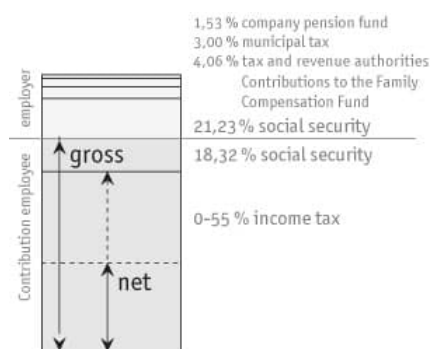 1,53 % company pension fund
3,00 % municipal tax
4,06 % tax and revenue authorities
Contributions to the Family
Compensation Fund
21,23 % social security
employer
gross
18,32 % social security
Contribution employee
0-55 % income tax
net